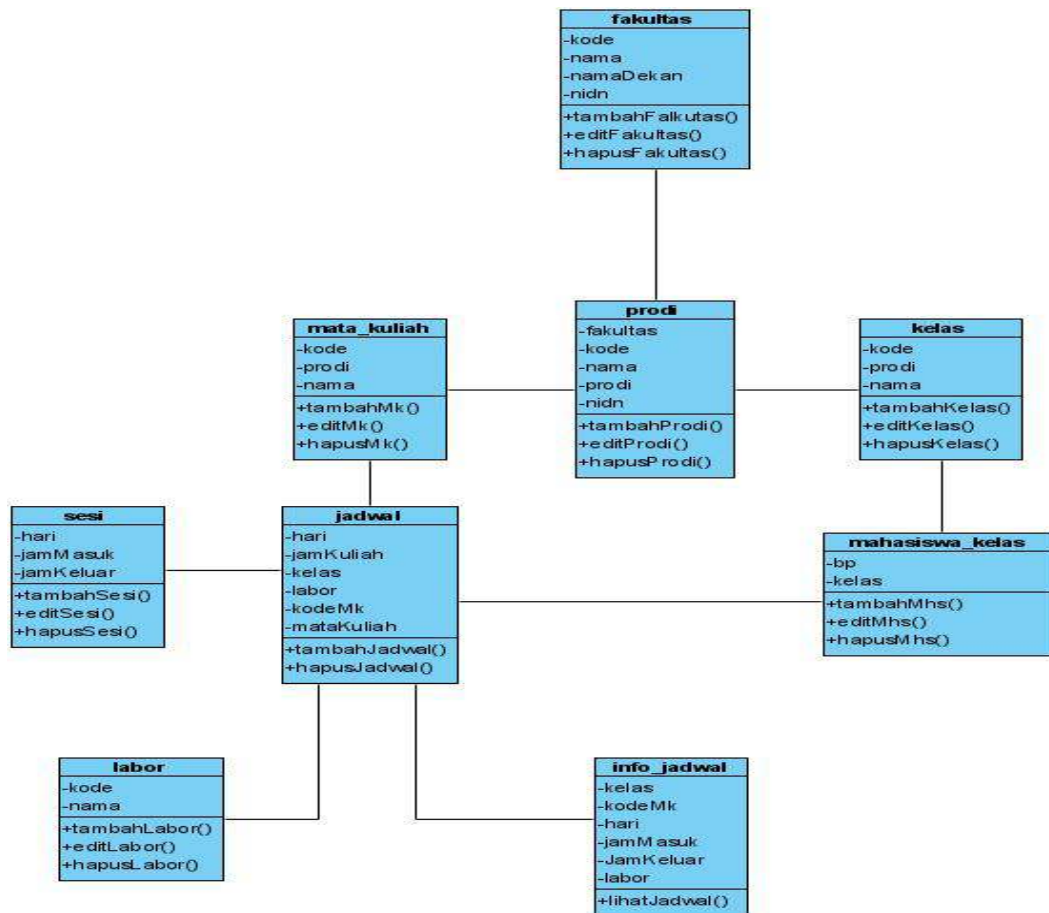 fakultas
-kode
-nama
-namaDekan
-nidn
+tambahFalkutas()
+editFakultas()
+hapusFakultas()
mata_kuliah
-kode
-prodi
-nama
+tambahMk()
+editMk()
+hapusMk()
prodi
-fakultas
-kode
-nama
-prodi
-nidn
+tambahProdi()
+editProdi()
+hapusProdi()
kelas
-kode
-prodi
-nama
+tambahKelas()
+editKelas()
+hapusKelas()
sesi
-hari
-jamMasuk
-jamKeluar
+tambahSesi()
+editSesi()
+hapusSesi()
jadwal
-hari
-jamKuliah
-kelas
-labor
-kodeMk
-mataKuliah
+tambahJadwal()
+hapusJadwal()
mahasiswa_kelas
-bp
-kelas
+tambahMhs()
+editMhs()
+hapusMhs()
labor
-kode
-nama
+tambahLabor()
+editLabor()
+hapusLabor()
info_jadwal
-kelas
-kodeMk
-hari
-jamMasuk
-JamKeluar
-labor
+lihatJadwal()